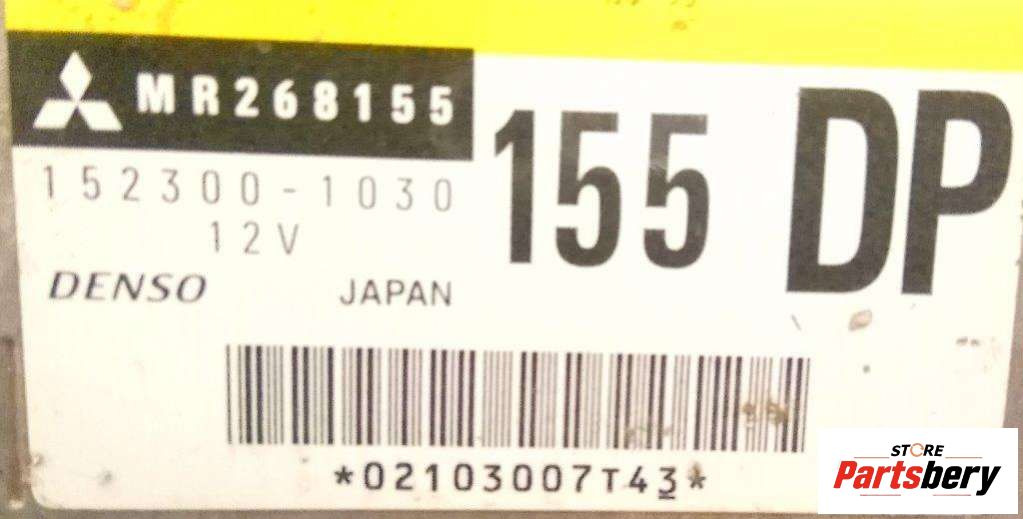 MR268155
155 DP
152300-1030
12V
DENSO JAPAN
*02103007T43*
STORE
Partsbery